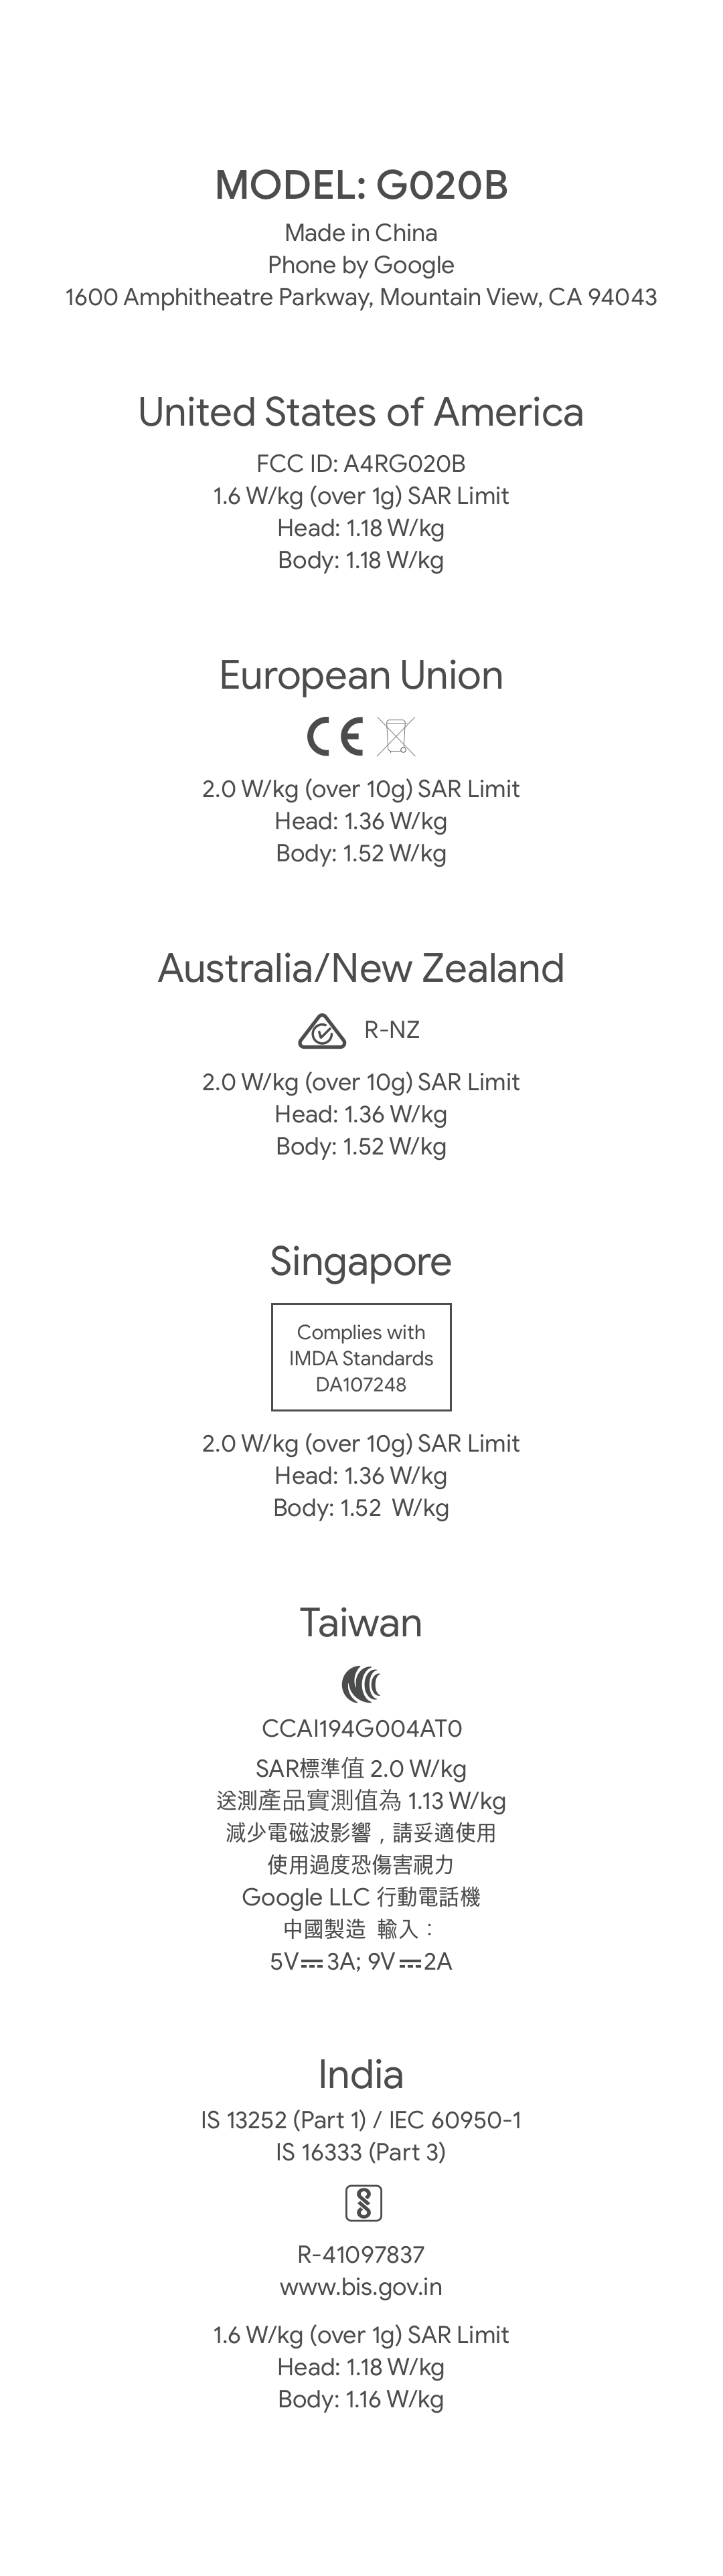 MODEL: G020B
Made in China
Phone by Google
1600 Amphitheatre Parkway, Mountain View, CA 94043
United States of America
FCC ID: A4RG020B
1.6 W/kg (over 1g) SAR Limit
Head: 1.18 W/kg
Body: 1.18 W/kg
European Union
CE
2.0 W/kg (over 10g) SAR Limit
Head: 1.36 W/kg
Body: 1.52 W/kg
Australia/New Zealand
R-NZ
2.0 W/kg (over 10g) SAR Limit
Head: 1.36 W/kg
Body: 1.52 W/kg
Singapore
Complies with
IMDA Standards
DA107248
2.0 W/kg (over 10g) SAR Limit
Head: 1.36 W/kg
Body: 1.52 W/kg
Taiwan
CCAI194G004AT0
SAR標準值 2.0 W/kg
送測產品實測值為 1.13 W/kg
減少電磁波影響，請妥適使用
使用過度恐傷害視力
Google LLC 行動電話機
中國製造 輸入：
5V⎓3A; 9V⎓2A
India
IS 13252 (Part 1) / IEC 60950-1
IS 16333 (Part 3)
R-41097837
www.bis.gov.in
1.6 W/kg (over 1g) SAR Limit
Head: 1.18 W/kg
Body: 1.16 W/kg